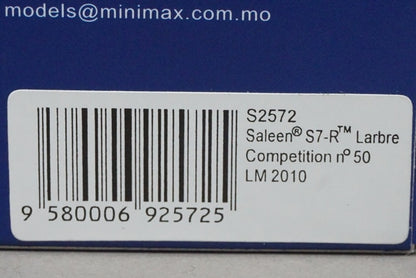 models@minimax.com.mo
S2572
Saleen® S7-R™ Larbre
Competition nº 50
LM 2010
9 580006 925725